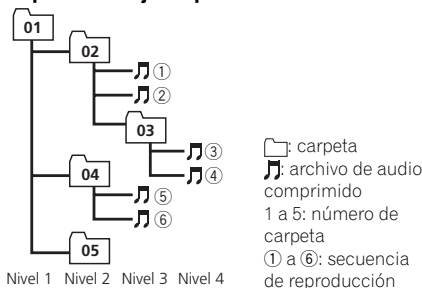 01
02
①
②
03
③
④
04
⑤
⑥
05
Nivel 1 Nivel 2 Nivel 3 Nivel 4
: carpeta
: archivo de audio
comprimido
1 a 5: número de
carpeta
① a ⑥: secuencia
de reproducción